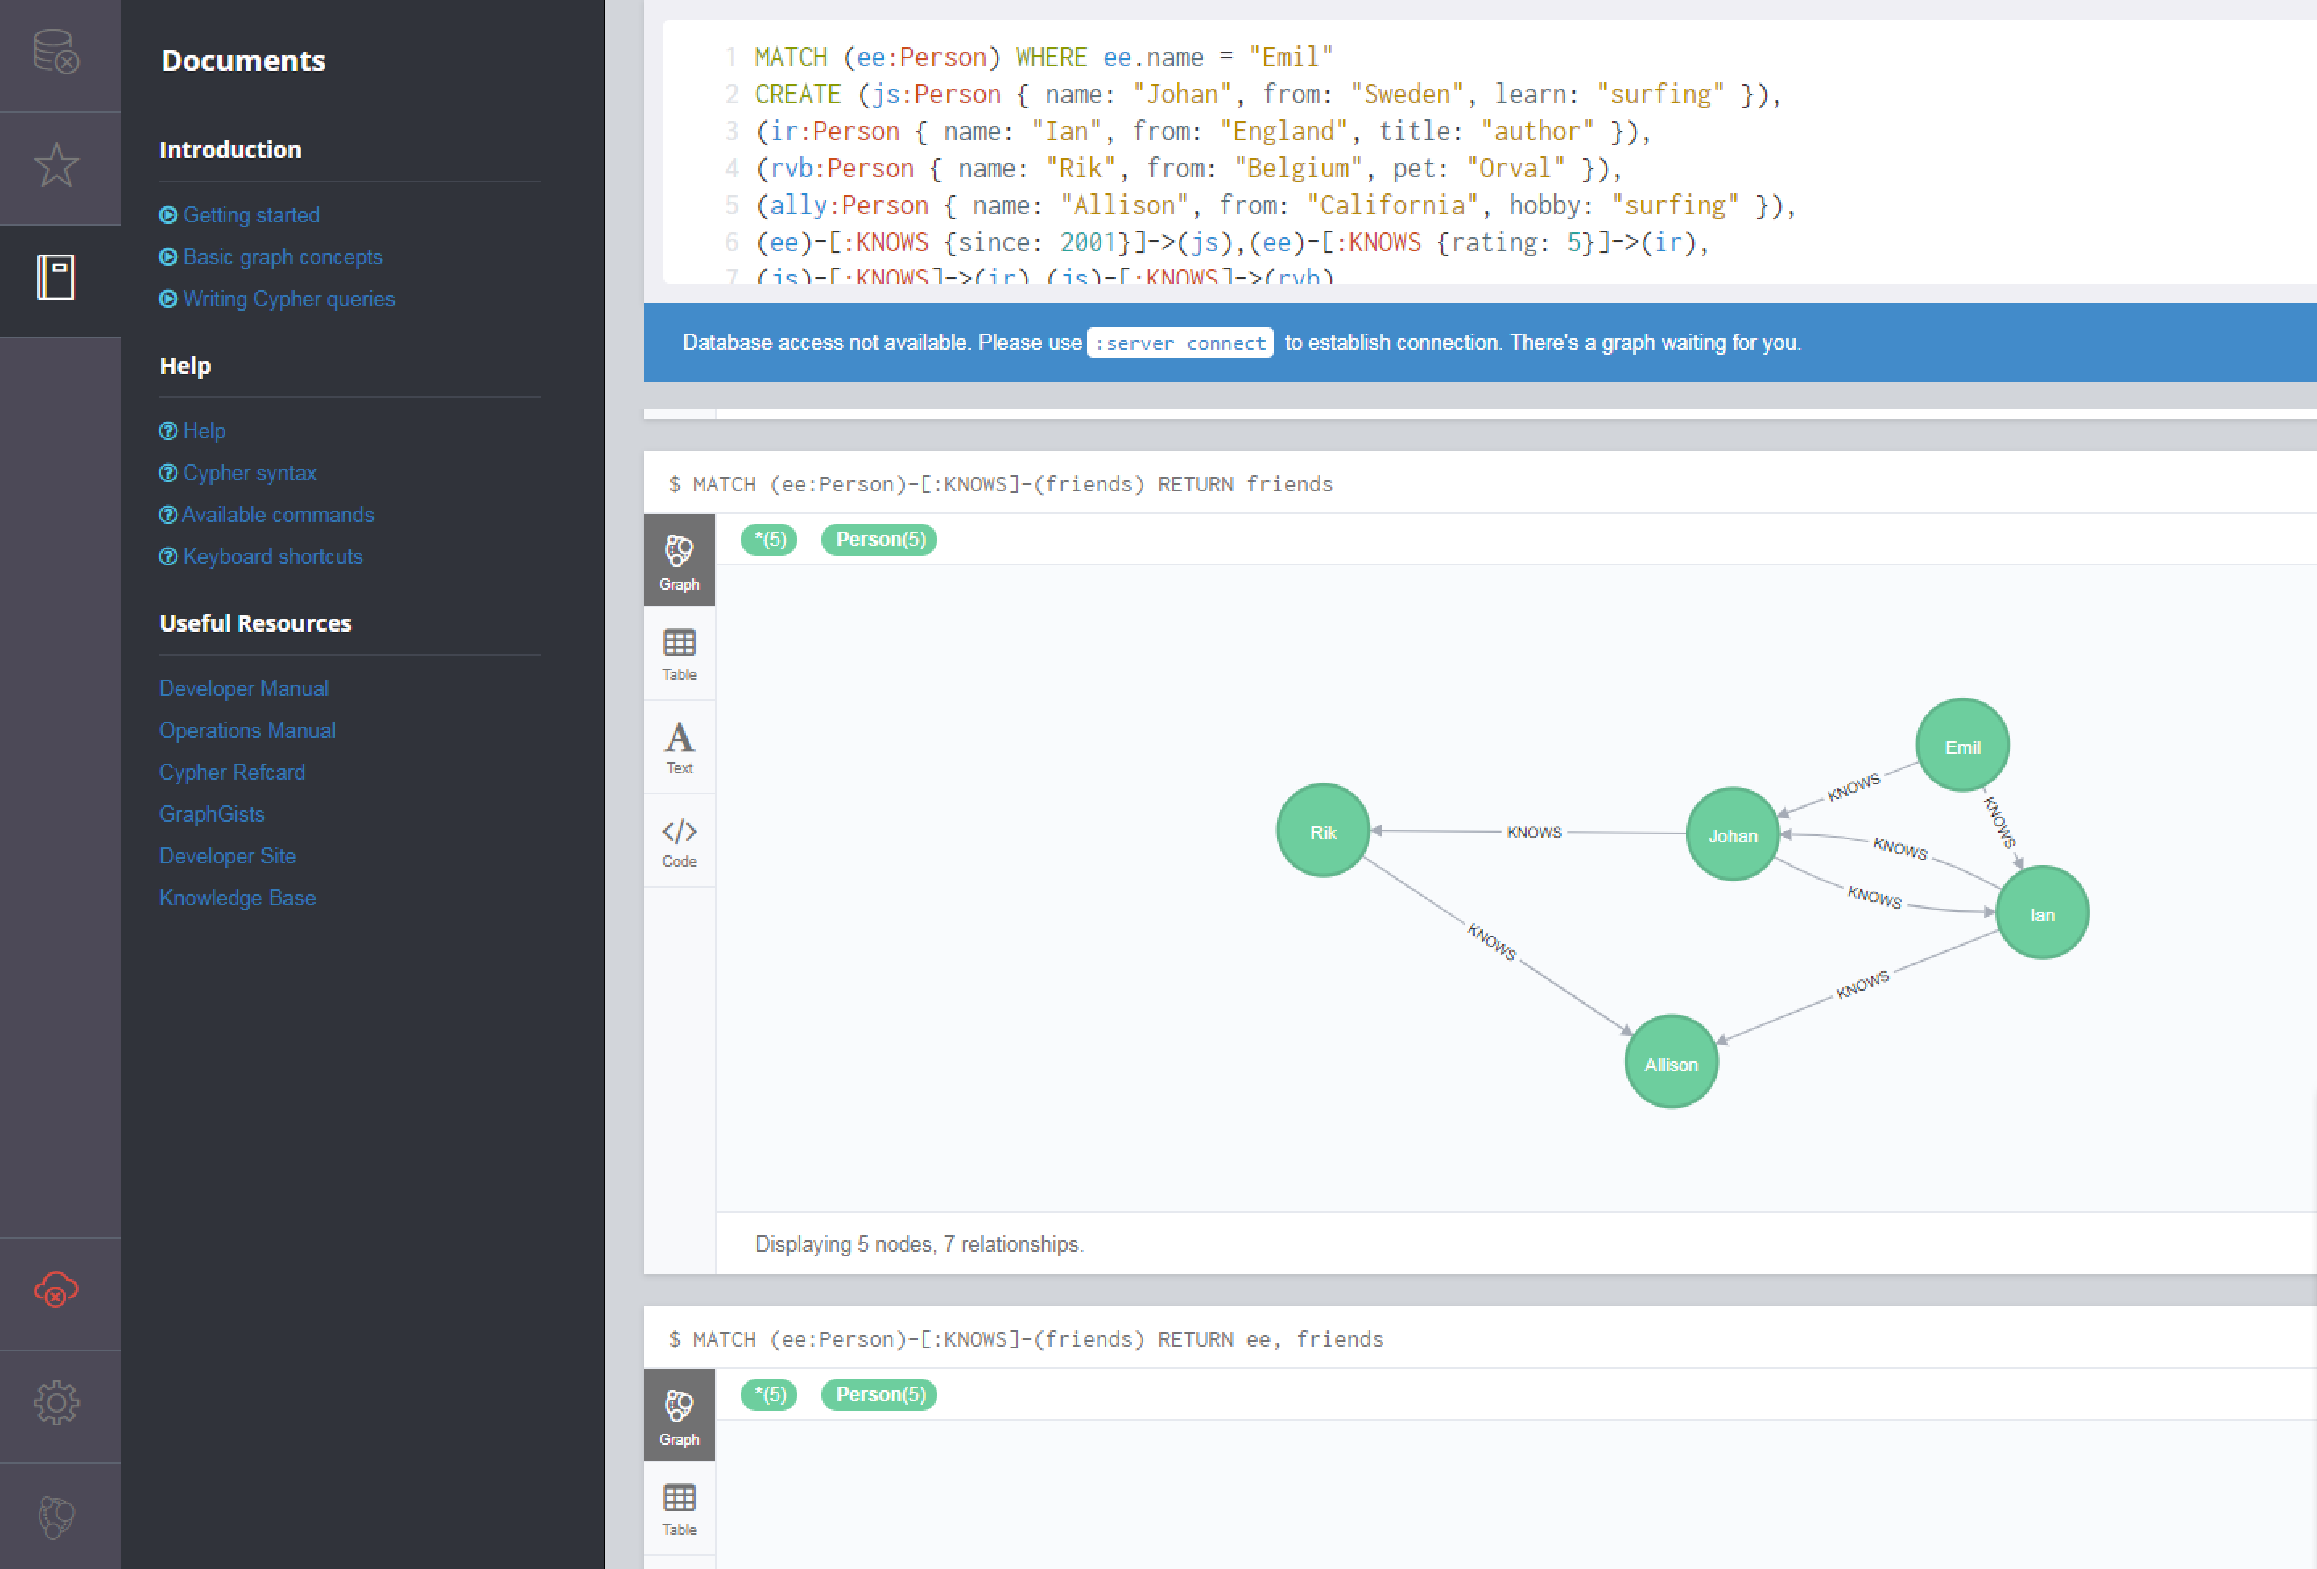 Documents
Introduction
Getting started
Basic graph concepts
Writing Cypher queries
Help
Help
Cypher syntax
Available commands
Keyboard shortcuts
Useful Resources
Developer Manual
Operations Manual
Cypher Refcard
GraphGists
Developer Site
Knowledge Base
1 MATCH (ee:Person) WHERE ee.name = "Emil"
2 CREATE (js:Person { name: "Johan", from: "Sweden", learn: "surfing" }),
3 (ir:Person { name: "Ian", from: "England", title: "author" }),
4 (rvb:Person { name: "Rik", from: "Belgium", pet: "Orval" }),
5 (ally:Person { name: "Allison", from: "California", hobby: "surfing" }),
6 (ee)-[:KNOWS {since: 2001}]->(js),(ee)-[:KNOWS {rating: 5}]->(ir),
7 (js)-[:KNOWS]->(ir),(js)-[:KNOWS]->(rvb)
Database access not available. Please use :server connect to establish connection. There's a graph waiting for you.
$ MATCH (ee:Person)-[:KNOWS]-(friends) RETURN friends
Graph
Table
Text
Code
*(5) Person(5)
Emil
KNOWS
KNOWS
Rik
KNOWS
Johan
KNOWS
KNOWS
Ian
KNOWS
KNOWS
Allison
Displaying 5 nodes, 7 relationships.
$ MATCH (ee:Person)-[:KNOWS]-(friends) RETURN ee, friends
Graph
Table
*(5) Person(5)